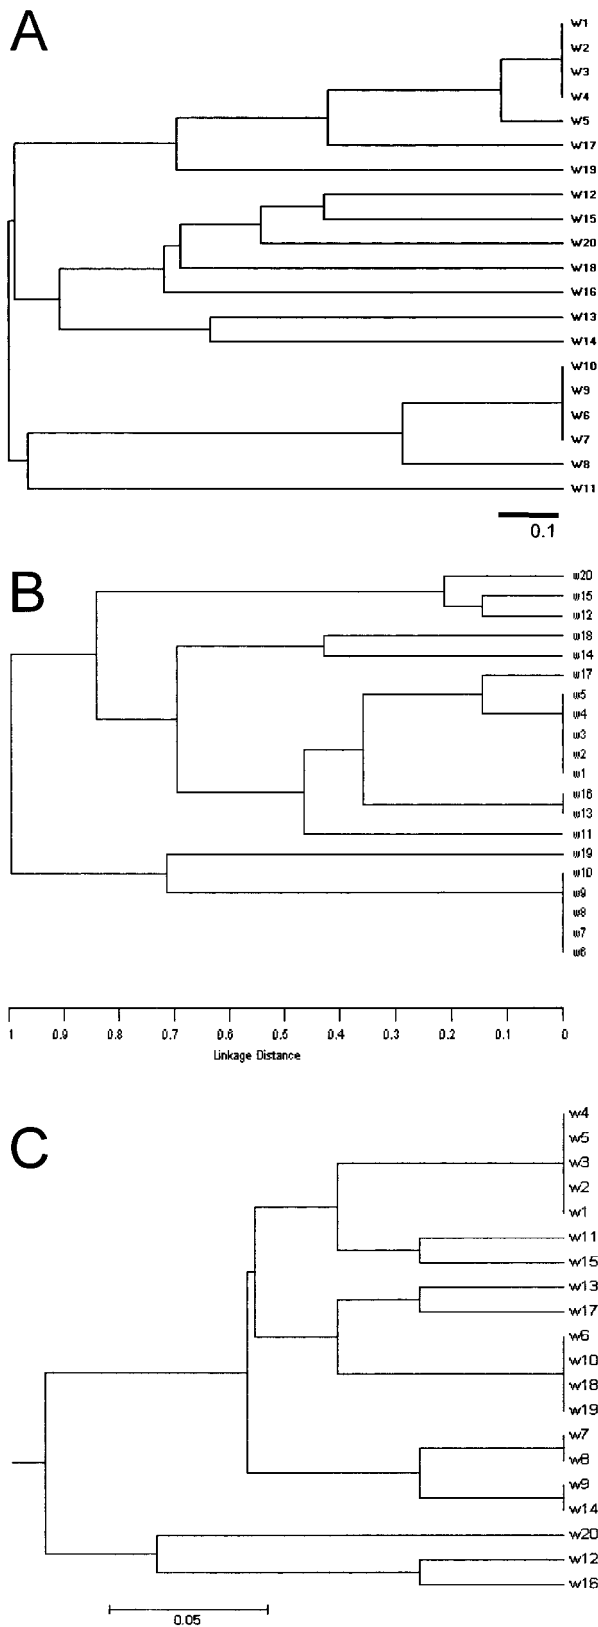 A
W1
W2
W3
W4
W5
W17
W19
W12
W15
W20
W18
W16
W13
W14
W10
W9
W6
W7
W8
W11
0.1
B
w20
w15
w12
w18
w14
w17
w5
w4
w3
w2
w1
w16
w13
w11
w19
w10
w9
w8
w7
w6
1 0.9 0.8 0.7 0.6 0.5 0.4 0.3 0.2 0.1 0
Linkage Distance
C
w4
w5
w3
w2
w1
w11
w15
w13
w17
w6
w10
w18
w19
w7
w8
w9
w14
w20
w12
w16
0.05